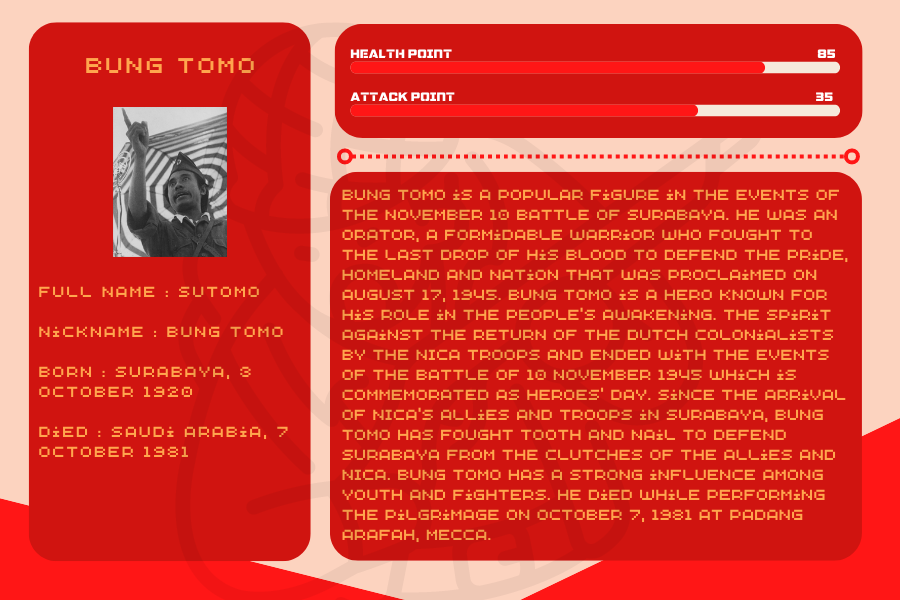 BUNG TOMO
FULL NAME : SUTOMO
NiCKNAME : BUNG TOMO
BORN : SURABAYA, 3
OCTOBER 1920
DiED : SAUDi ARABiA, 7
OCTOBER 1981
HEALTH POINT 85
ATTACK POINT 35
BUNG TOMO iS A POPULAR FiGURE iN THE EVENTS OF
THE NOVEMBER 10 BATTLE OF SURABAYA. HE WAS AN
ORATOR, A FORMiDABLE WARRiOR WHO FOUGHT TO
THE LAST DROP OF HiS BLOOD TO DEFEND THE PRiDE,
HOMELAND AND NATiON THAT WAS PROCLAiMED ON
AUGUST 17, 1945. BUNG TOMO iS A HERO KNOWN FOR
HiS ROLE iN THE PEOPLE'S AWAKENiNG. THE SPiRiT
AGAiNST THE RETURN OF THE DUTCH COLONiALiSTS
BY THE NICA TROOPS AND ENDED WiTH THE EVENTS
OF THE BATTLE OF 10 NOVEMBER 1945 WHiCH iS
COMMEMORATED AS HEROES' DAY. SiNCE THE ARRiVAL
OF NICA'S ALLiES AND TROOPS iN SURABAYA, BUNG
TOMO HAS FOUGHT TOOTH AND NAiL TO DEFEND
SURABAYA FROM THE CLUTCHES OF THE ALLiES AND
NICA. BUNG TOMO HAS A STRONG iNFLUENCE AMONG
YOUTH AND FiGHTERS. HE DiED WHiLE PERFORMiNG
THE PiLGRiMAGE ON OCTOBER 7, 1981 AT PADANG
ARAFAH, MECCA.